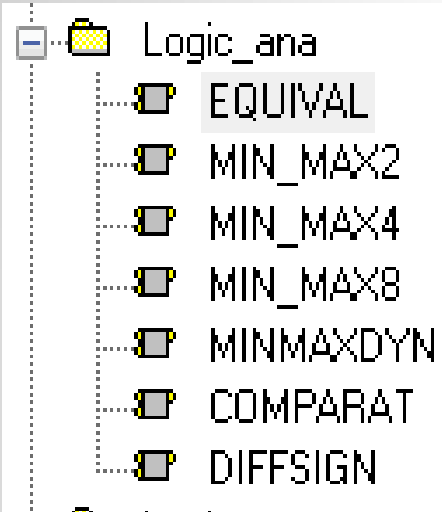 Logic_ana
EQUIVAL
MIN_MAX2
MIN_MAX4
MIN_MAX8
MINMAXDYN
COMPARAT
DIFFSIGN